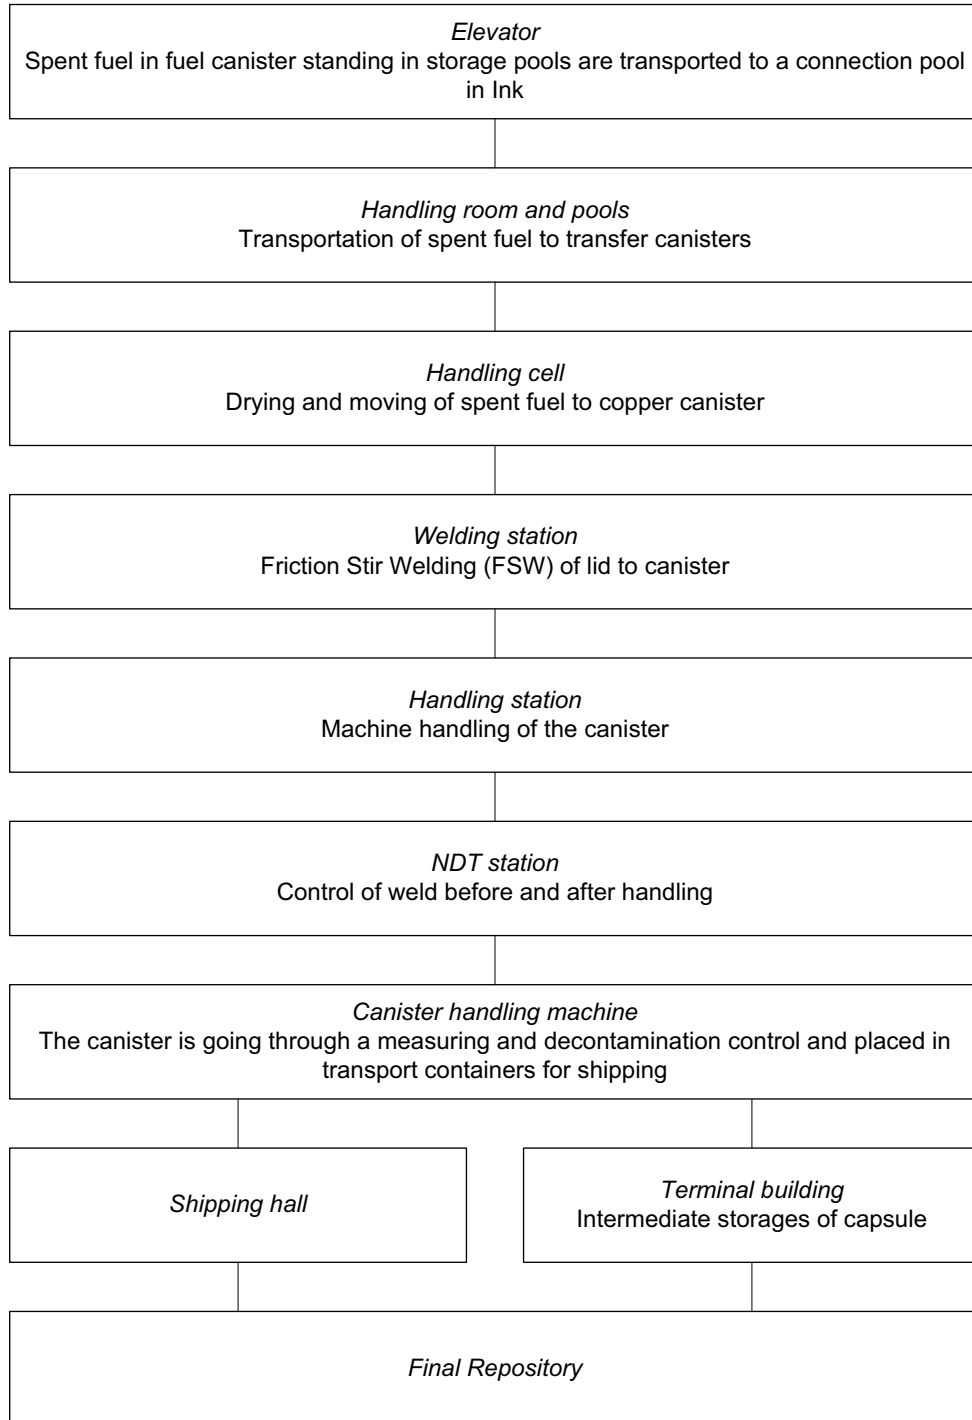 Elevator
Spent fuel in fuel canister standing in storage pools are transported to a connection pool
in Ink
Handling room and pools
Transportation of spent fuel to transfer canisters
Handling cell
Drying and moving of spent fuel to copper canister
Welding station
Friction Stir Welding (FSW) of lid to canister
Handling station
Machine handling of the canister
NDT station
Control of weld before and after handling
Canister handling machine
The canister is going through a measuring and decontamination control and placed in
transport containers for shipping
Shipping hall
Terminal building
Intermediate storages of capsule
Final Repository